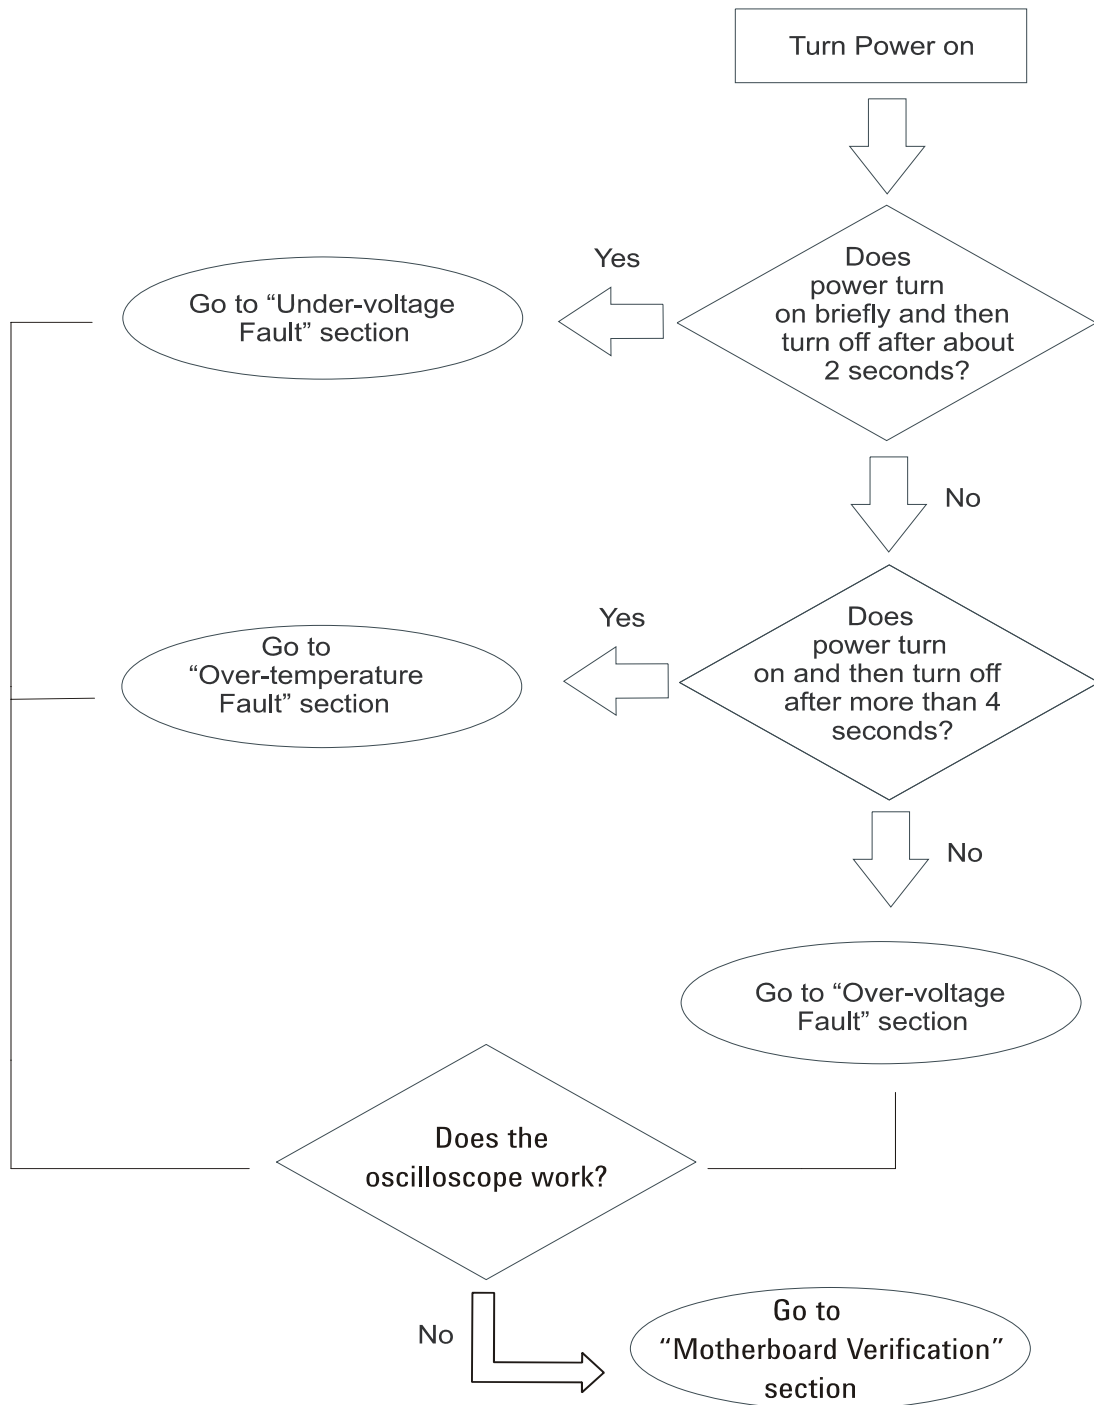 Turn Power on
Does
power turn
on briefly and then
turn off after about
2 seconds?
Yes
Go to “Under-voltage
Fault” section
No
Does
power turn
on and then turn off
after more than 4
seconds?
Yes
Go to
“Over-temperature
Fault” section
No
Go to “Over-voltage
Fault” section
Does the
oscilloscope work?
No
Go to
“Motherboard Verification”
section